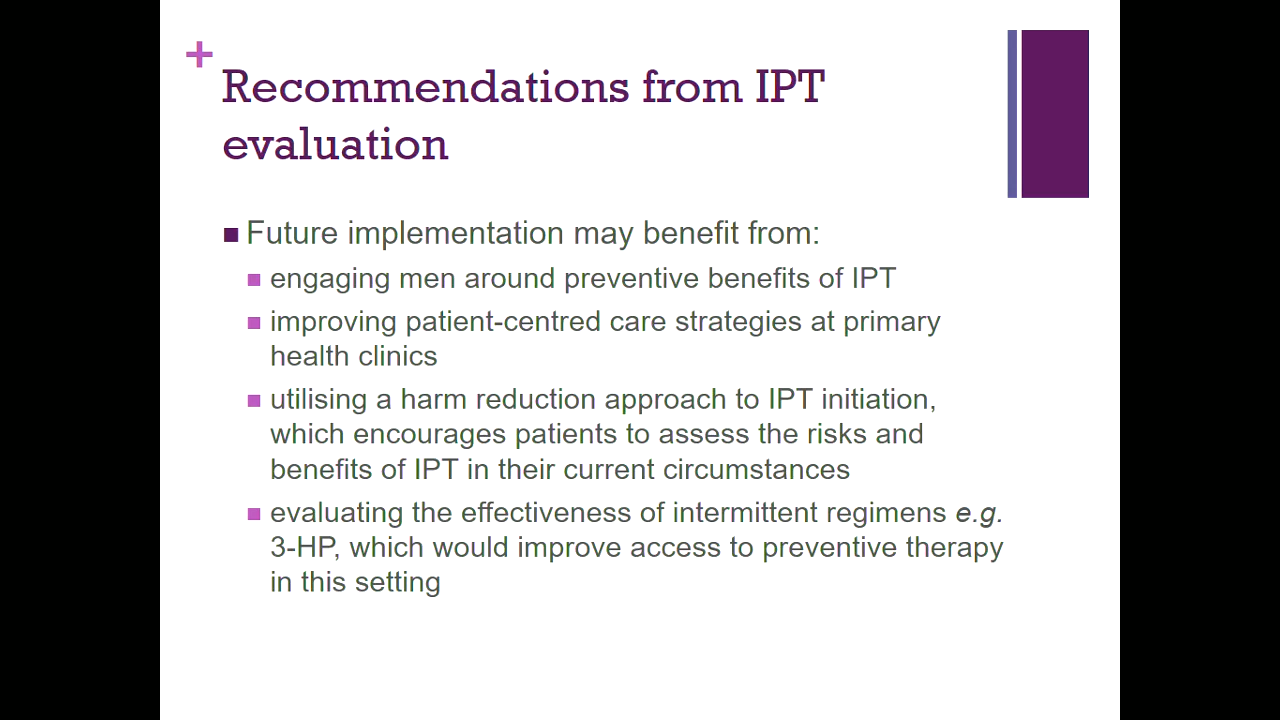 +
Recommendations from IPT
evaluation
Future implementation may benefit from:
engaging men around preventive benefits of IPT
improving patient-centred care strategies at primary
health clinics
utilising a harm reduction approach to IPT initiation,
which encourages patients to assess the risks and
benefits of IPT in their current circumstances
evaluating the effectiveness of intermittent regimens e.g.
3-HP, which would improve access to preventive therapy
in this setting